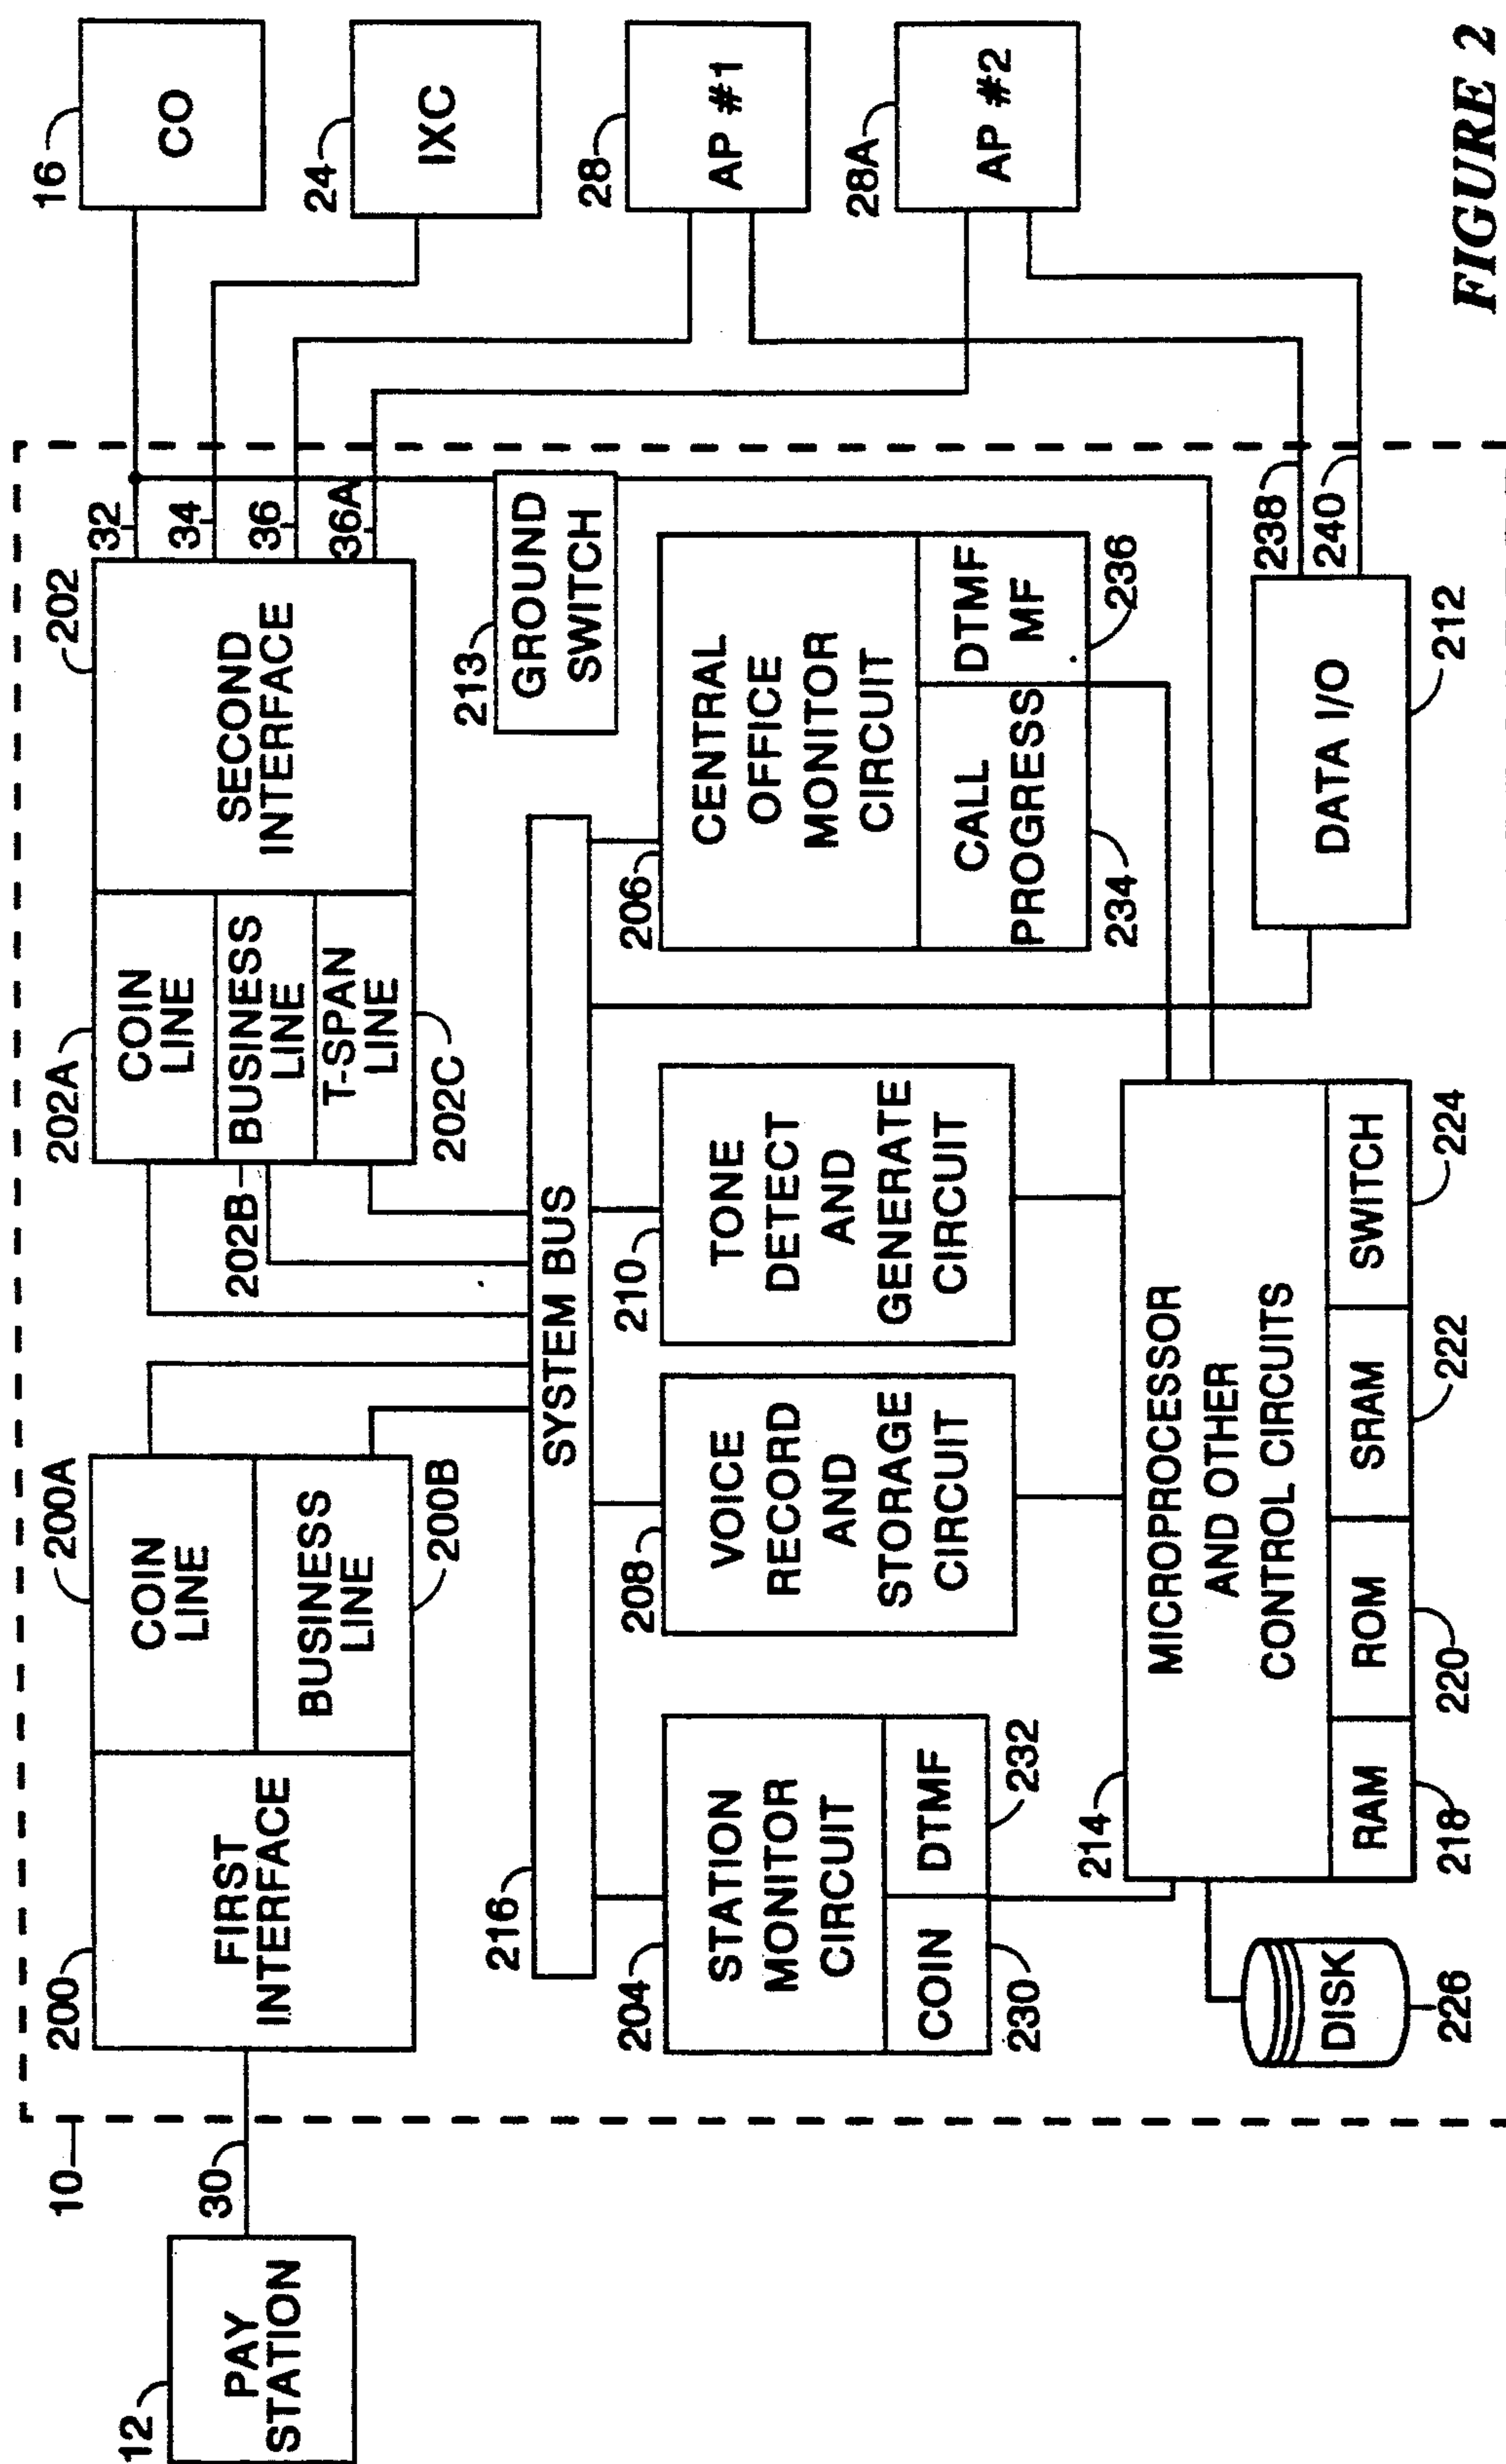 10
12
PAY
STATION
30
200
FIRST
INTERFACE
200A
COIN
LINE
BUSINESS
LINE
200B
202A
COIN
LINE
202B
BUSINESS
LINE
T-SPAN
LINE
202C
202
SECOND
INTERFACE
32
34
36
36A
16
CO
24
IXC
28
AP #1
28A
AP #2
213
GROUND
SWITCH
216
SYSTEM BUS
204
STATION
MONITOR
CIRCUIT
COIN
DTMF
230
232
208
VOICE
RECORD
AND
STORAGE
CIRCUIT
210
TONE
DETECT
AND
GENERATE
CIRCUIT
206
CENTRAL
OFFICE
MONITOR
CIRCUIT
CALL
PROGRESS
DTMF
MF
234
236
214
MICROPROCESSOR
AND OTHER
CONTROL CIRCUITS
RAM
ROM
SRAM
SWITCH
218
220
222
224
DISK
226
238
240
DATA I/O
212
FIGURE 2